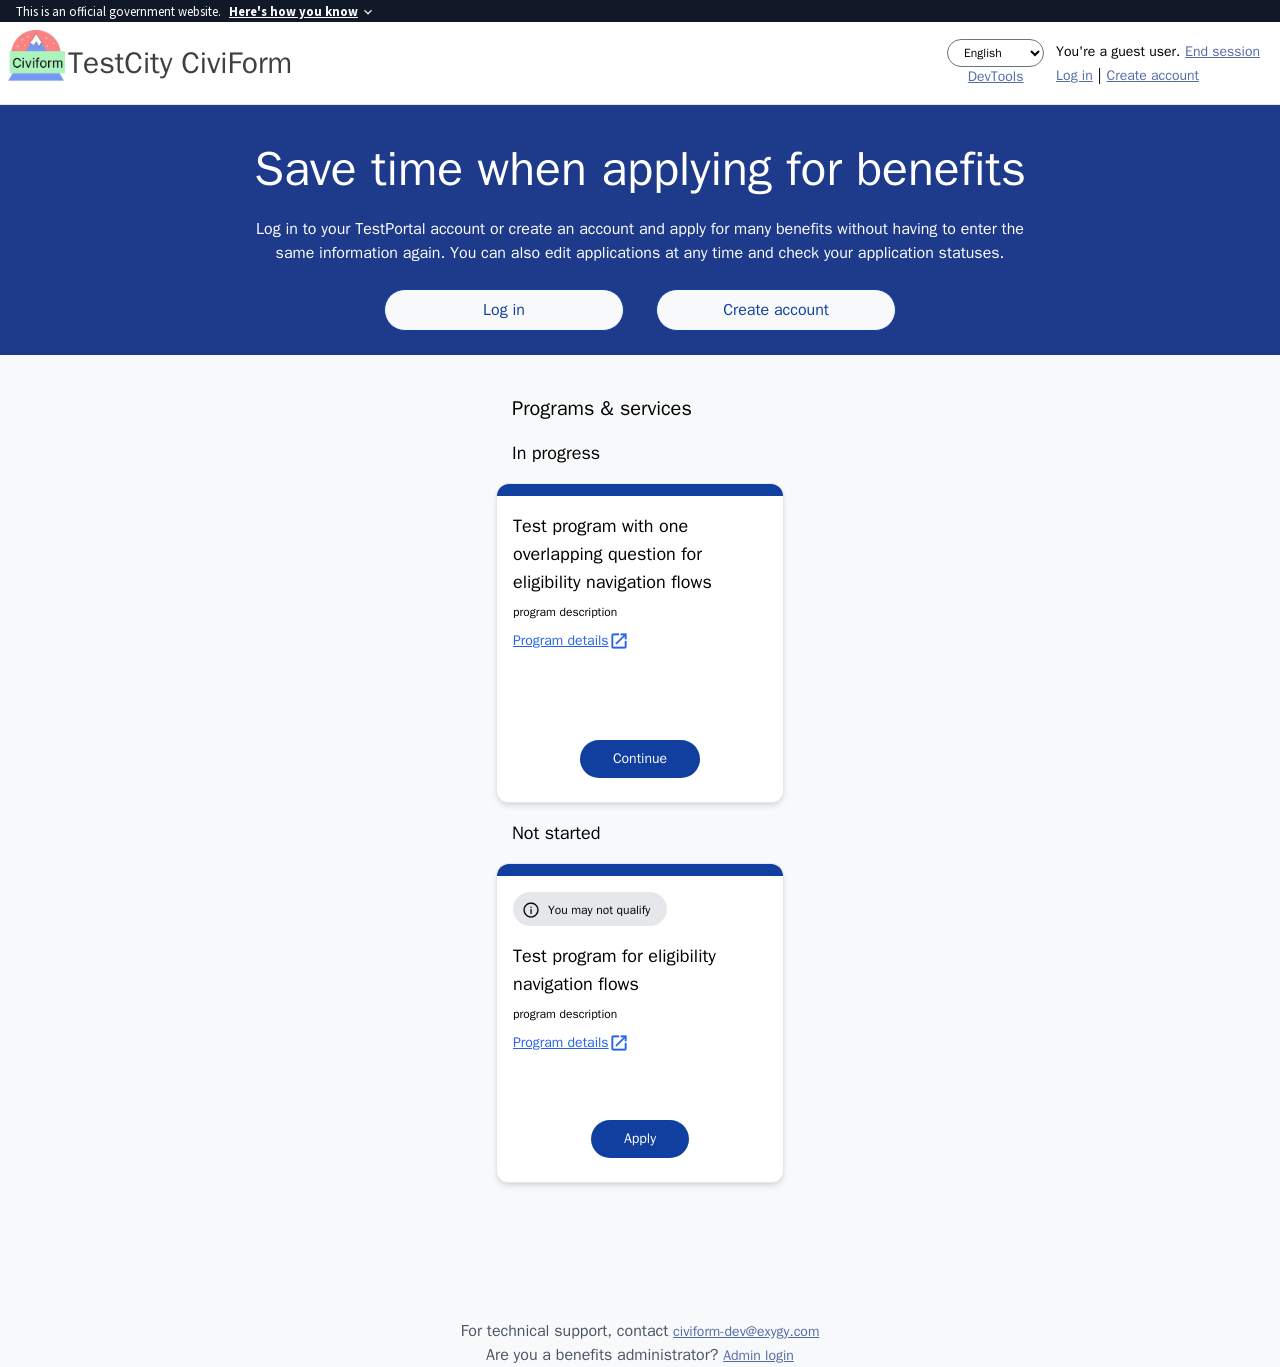 This is an official government website. Here's how you know
Civiform
TestCity CiviForm
English
DevTools
You're a guest user. End session
Log in | Create account
Save time when applying for benefits
Log in to your TestPortal account or create an account and apply for many benefits without having to enter the
same information again. You can also edit applications at any time and check your application statuses.
Log in
Create account
Programs & services
In progress
Test program with one
overlapping question for
eligibility navigation flows
program description
Program details
Continue
Not started
You may not qualify
Test program for eligibility
navigation flows
program description
Program details
Apply
For technical support, contact civiform-dev@exygy.com
Are you a benefits administrator? Admin login